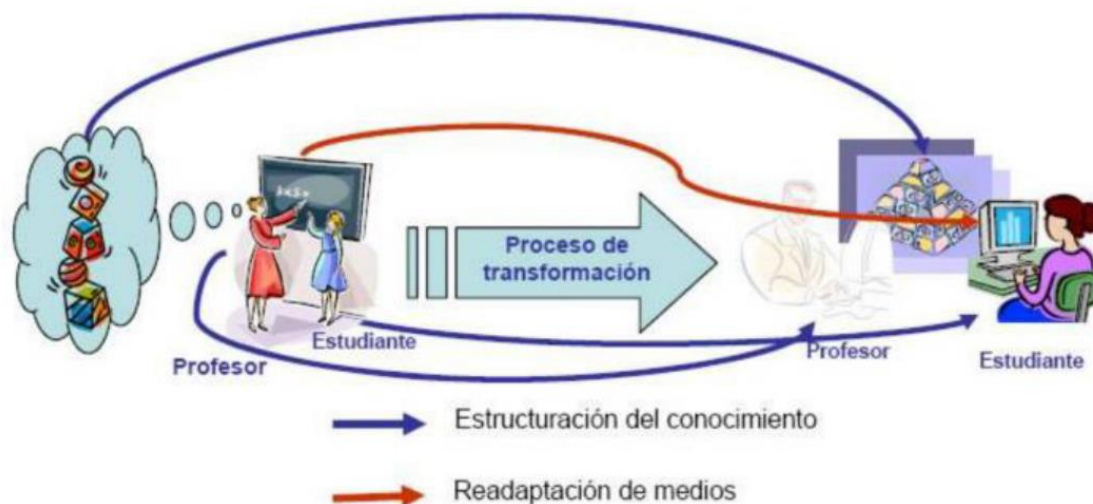 Proceso de
transformación
Estudiante
Profesor
Profesor
Estudiante
Estructuración del conocimiento
Readaptación de medios